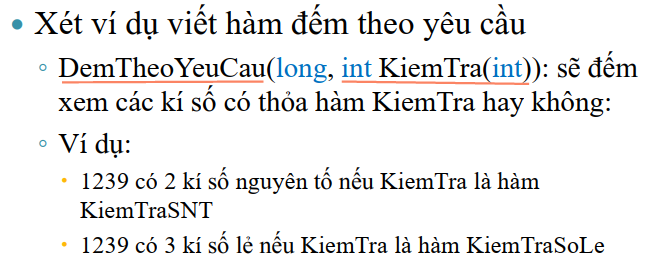 Xét ví dụ viết hàm đếm theo yêu cầu
DemTheoYeuCau(long, int KiemTra(int)): sẽ đếm
xem các kí số có thỏa hàm KiemTra hay không:
Ví dụ:
1239 có 2 kí số nguyên tố nếu KiemTra là hàm
KiemTraSNT
1239 có 3 kí số lẻ nếu KiemTra là hàm KiemTraSoLe